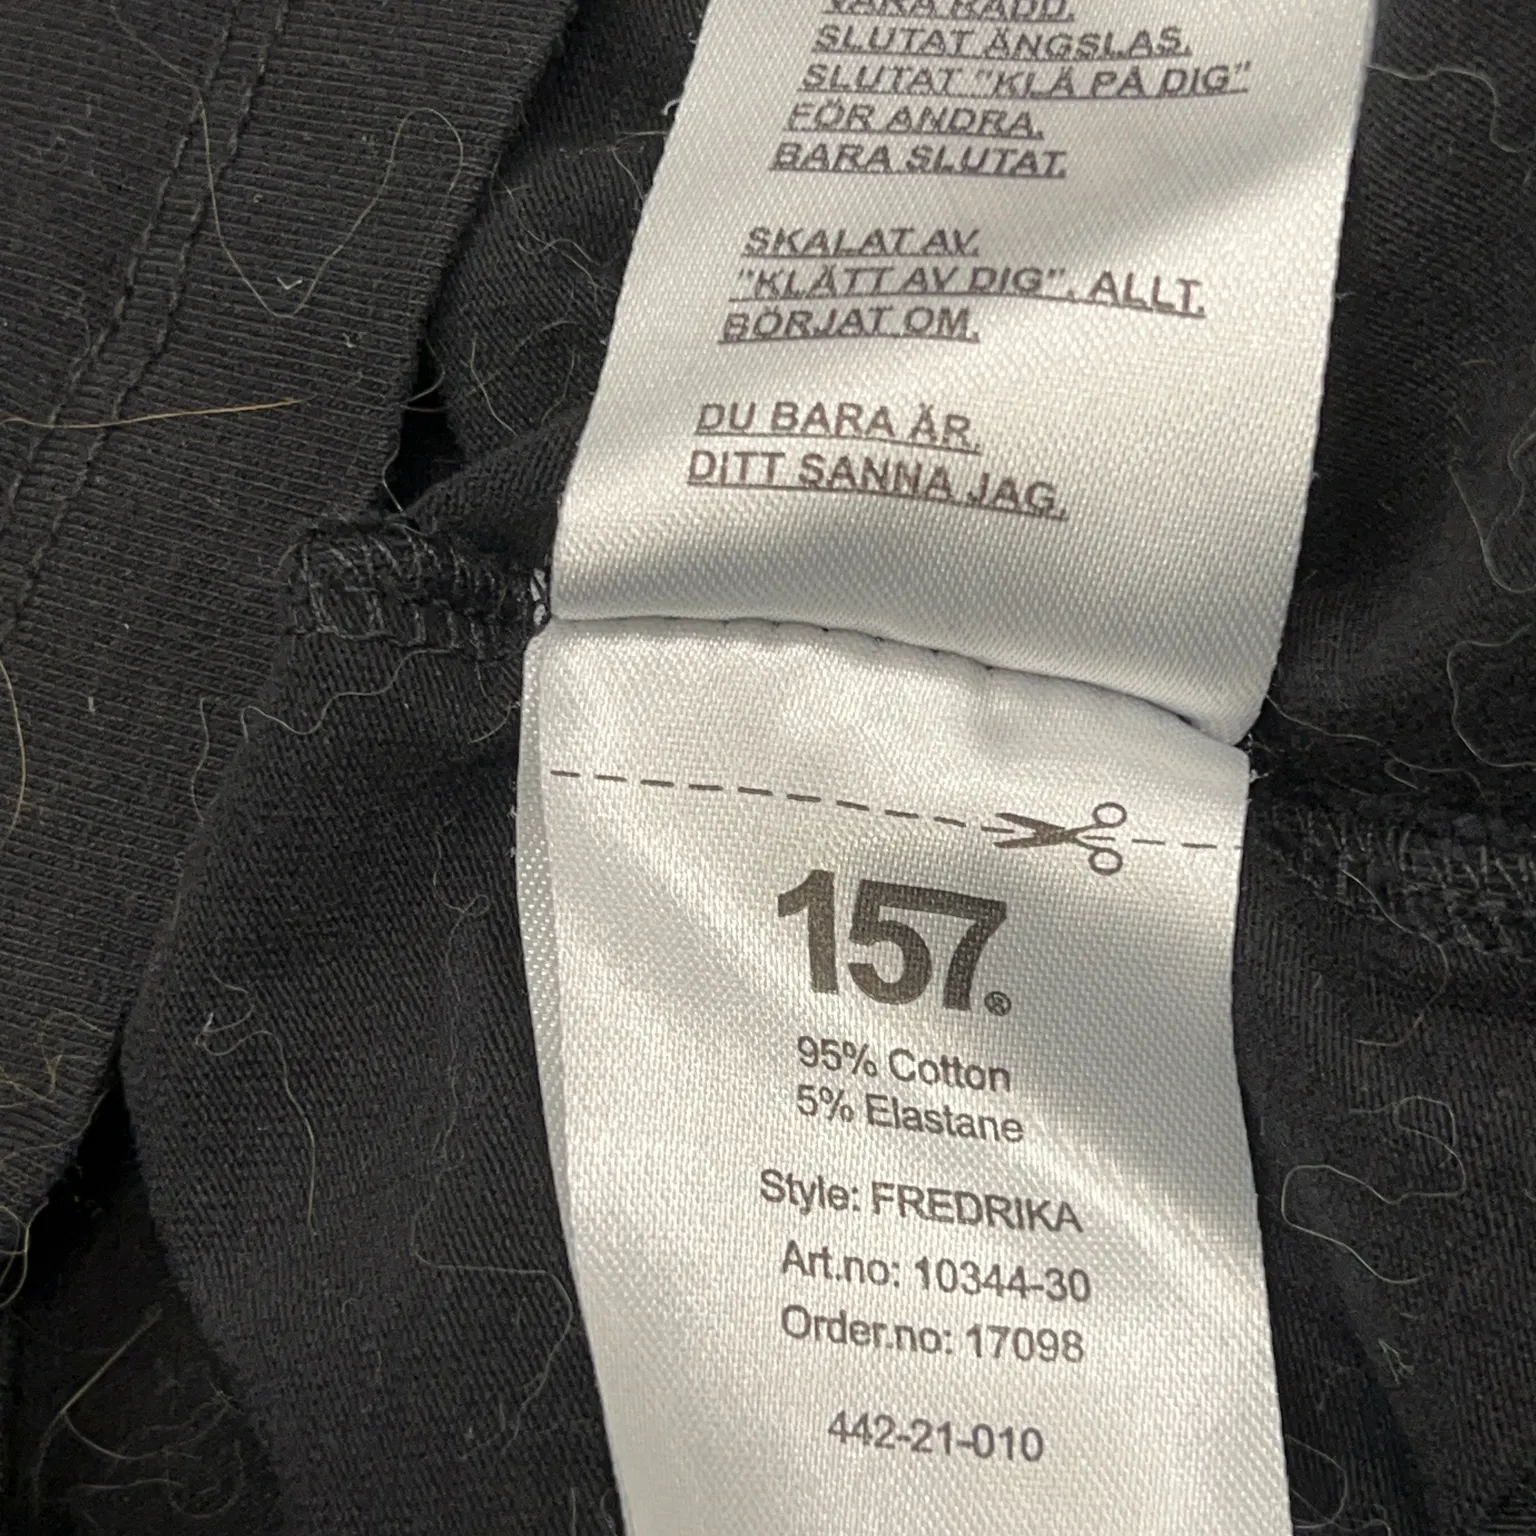 VARA RÄDD.
SLUTAT ÄNGSLAS.
SLUTAT "KLÄ PÅ DIG"
FÖR ANDRA.
BARA SLUTAT.
SKALAT AV.
"KLÄTT AV DIG". ALLT.
BÖRJAT OM.
DU BARA ÄR.
DITT SANNA JAG.
157®
95% Cotton
5% Elastane
Style: FREDRIKA
Art.no: 10344-30
Order.no: 17098
442-21-010